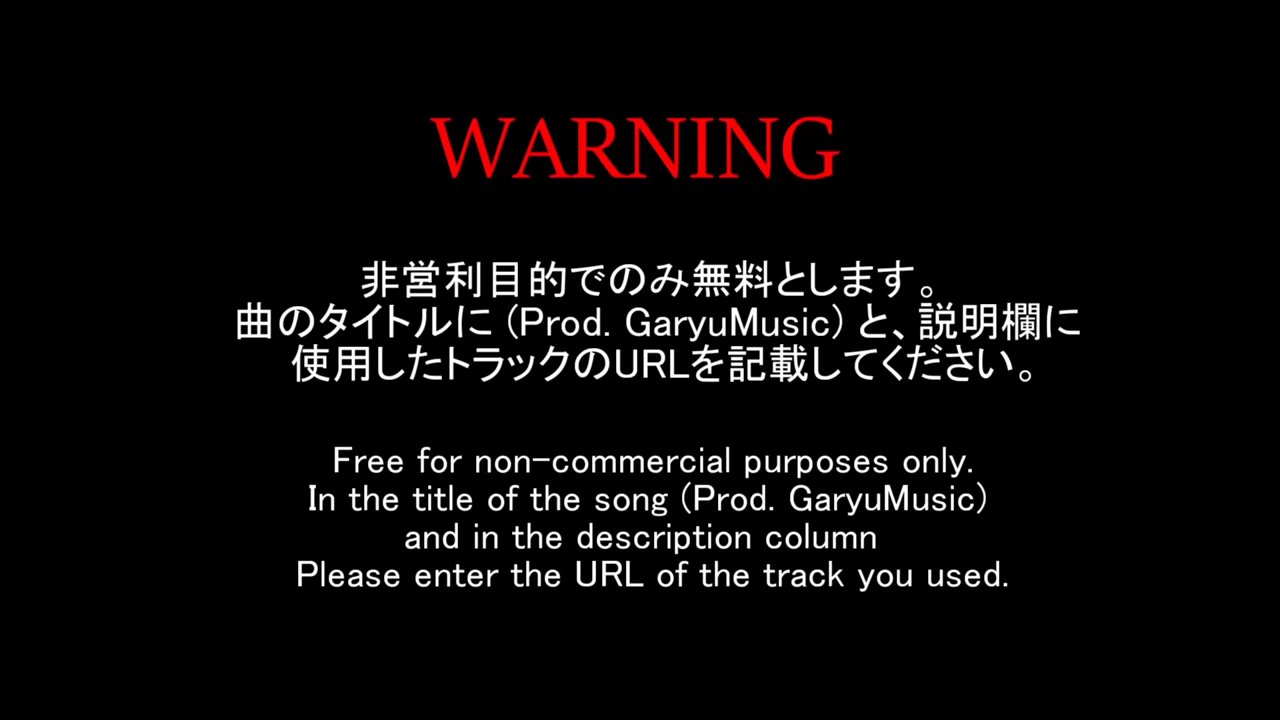 WARNING
非営利目的でのみ無料とします。
曲のタイトルに (Prod. GaryuMusic) と、説明欄に
使用したトラックのURLを記載してください。
Free for non-commercial purposes only.
In the title of the song (Prod. GaryuMusic)
and in the description column
Please enter the URL of the track you used.